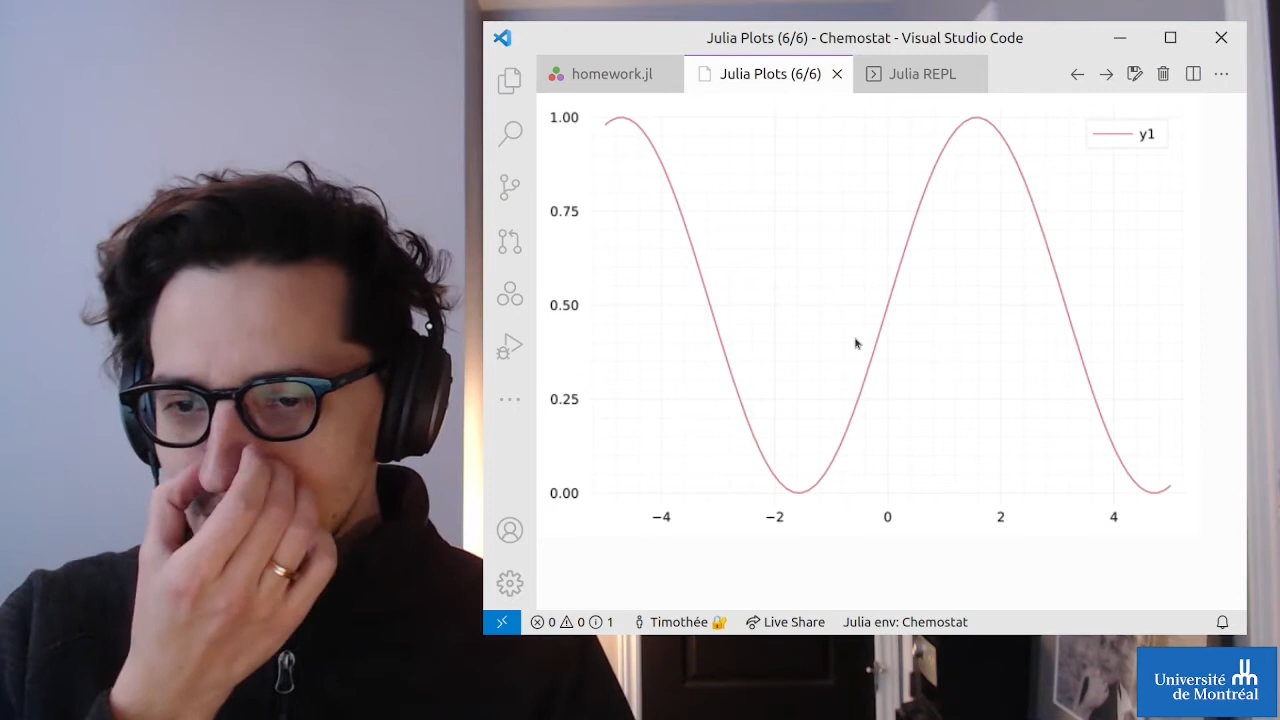 Julia Plots (6/6) - Chemostat - Visual Studio Code
homework.jl
Julia Plots (6/6)
Julia REPL
1.00
0.75
0.50
0.25
0.00
−4 −2 0 2 4
y1
0 0 1 Timothée Live Share Julia env: Chemostat
Université
de Montréal